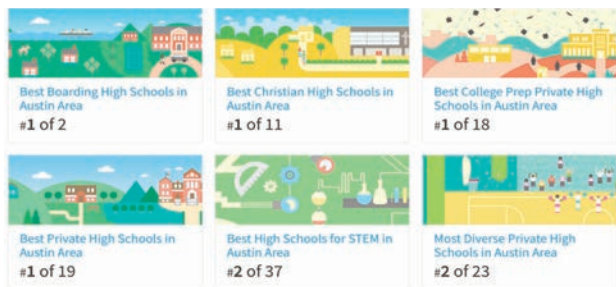 Best Boarding High Schools in
Austin Area
#1 of 2
Best Christian High Schools in
Austin Area
#1 of 11
Best College Prep Private High
Schools in Austin Area
#1 of 18
Best Private High Schools in
Austin Area
#1 of 19
Best High Schools for STEM in
Austin Area
#2 of 37
Most Diverse Private High
Schools in Austin Area
#2 of 23